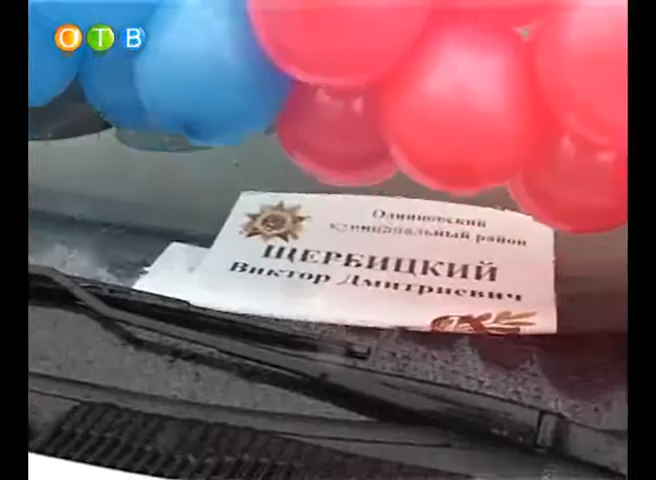 ОТВ
Одинцовский
муниципальный район
ЩЕРБИЦКИЙ
Виктор Дмитриевич